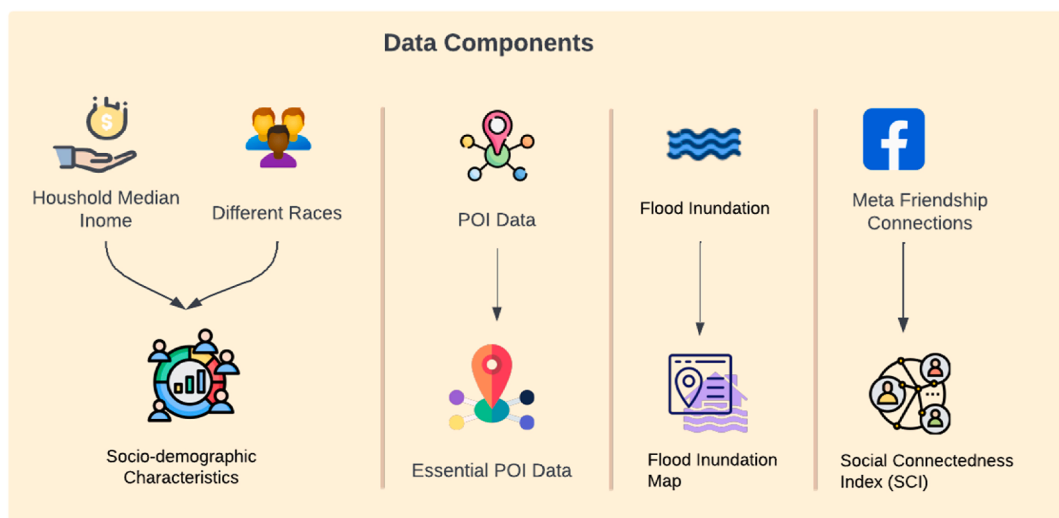 Data Components
Houshold Median
Inome
Different Races
POI Data
Flood Inundation
Meta Friendship
Connections
Socio-demographic
Characteristics
Essential POI Data
Flood Inundation
Map
Social Connectedness
Index (SCI)